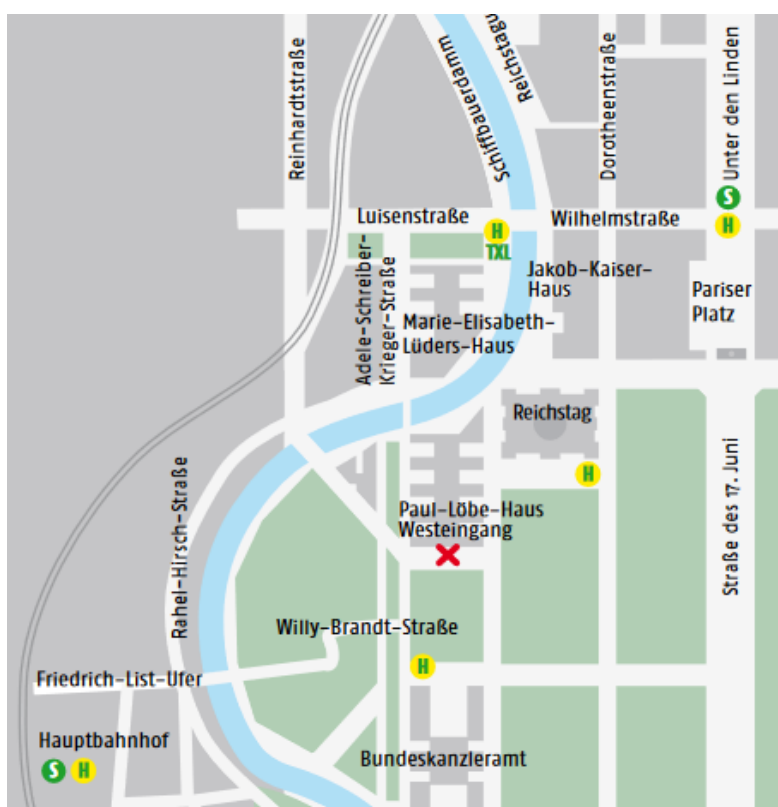 Reinhardtstraße
Schiffbauerdamm
Reichstagu
Dorotheenstraße
Unter den Linden
S
Luisenstraße
H
TXL
Wilhelmstraße
H
Adele-Schreiber-
Krieger-Straße
Jakob-Kaiser-
Haus
Pariser
Platz
Marie-Elisabeth-
Lüders-Haus
Reichstag
H
Rahel-Hirsch-Straße
Paul-Löbe-Haus
Westeingang
Straße des 17. Juni
Willy-Brandt-Straße
H
Friedrich-List-Ufer
Hauptbahnhof
S H
Bundeskanzleramt